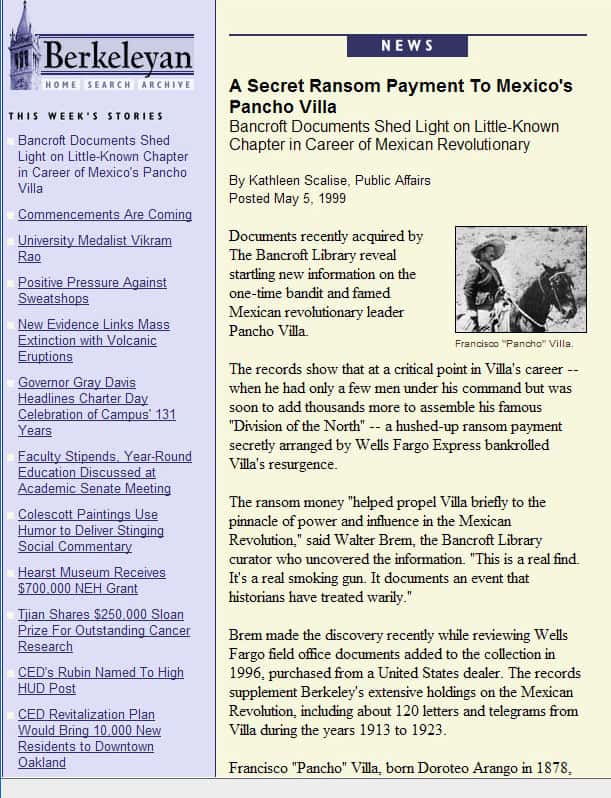 Berkeleyan
HOME SEARCH ARCHIVE
THIS WEEK'S STORIES
Bancroft Documents Shed
Light on Little-Known Chapter
in Career of Mexico's Pancho
Villa
Commencements Are Coming
University Medalist Vikram
Rao
Positive Pressure Against
Sweatshops
New Evidence Links Mass
Extinction with Volcanic
Eruptions
Governor Gray Davis
Headlines Charter Day
Celebration of Campus' 131
Years
Faculty Stipends, Year-Round
Education Discussed at
Academic Senate Meeting
Colescott Paintings Use
Humor to Deliver Stinging
Social Commentary
Hearst Museum Receives
$700,000 NEH Grant
Tjian Shares $250,000 Sloan
Prize For Outstanding Cancer
Research
CED's Rubin Named To High
HUD Post
CED Revitalization Plan
Would Bring 10,000 New
Residents to Downtown
Oakland
NEWS
A Secret Ransom Payment To Mexico's
Pancho Villa
Bancroft Documents Shed Light on Little-Known
Chapter in Career of Mexican Revolutionary
By Kathleen Scalise, Public Affairs
Posted May 5, 1999
Documents recently acquired by
The Bancroft Library reveal
startling new information on the
one-time bandit and famed
Mexican revolutionary leader
Pancho Villa.
Francisco "Pancho" Villa.
The records show that at a critical point in Villa's career --
when he had only a few men under his command but was
soon to add thousands more to assemble his famous
"Division of the North" -- a hushed-up ransom payment
secretly arranged by Wells Fargo Express bankrolled
Villa's resurgence.
The ransom money "helped propel Villa briefly to the
pinnacle of power and influence in the Mexican
Revolution," said Walter Brem, the Bancroft Library
curator who uncovered the information. "This is a real find.
It's a real smoking gun. It documents an event that
historians have treated warily."
Brem made the discovery recently while reviewing Wells
Fargo field office documents added to the collection in
1996, purchased from a United States dealer. The records
supplement Berkeley's extensive holdings on the Mexican
Revolution, including about 120 letters and telegrams from
Villa during the years 1913 to 1923.
Francisco "Pancho" Villa, born Doroteo Arango in 1878,